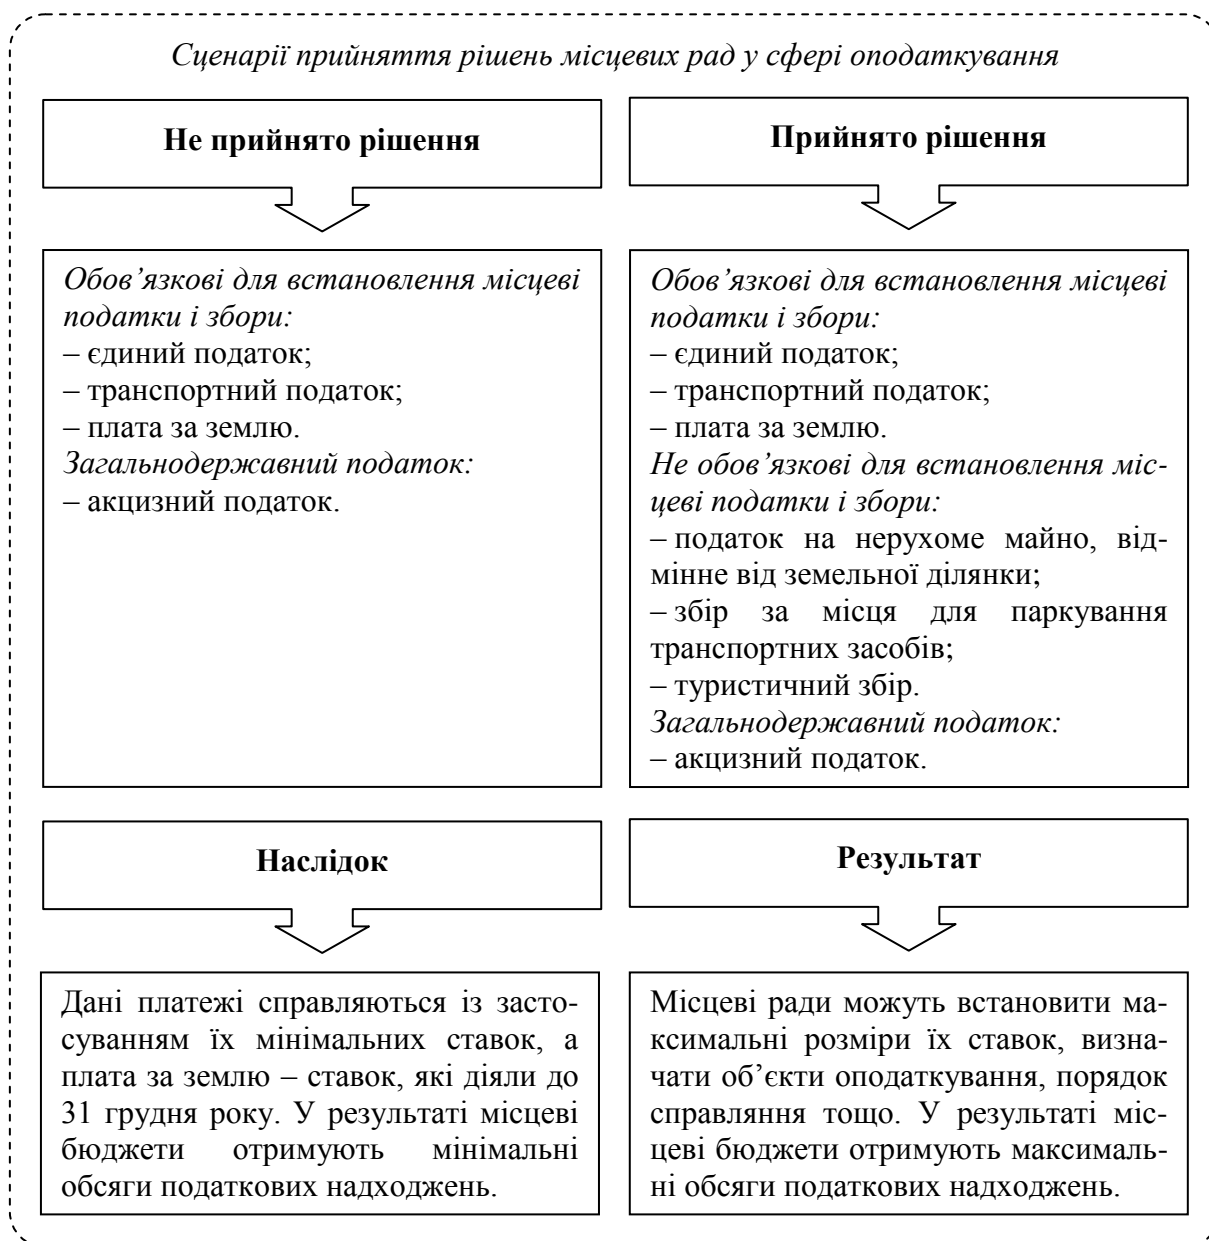 Сценарії прийняття рішень місцевих рад у сфері оподаткування
Не прийнято рішення
Обов’язкові для встановлення місцеві
податки і збори:
– єдиний податок;
– транспортний податок;
– плата за землю.
Загальнодержавний податок:
– акцизний податок.
Наслідок
Дані платежі справляються із засто-
суванням їх мінімальних ставок, а
плата за землю – ставок, які діяли до
31 грудня року. У результаті місцеві
бюджети отримують мінімальні
обсяги податкових надходжень.
Прийнято рішення
Обов’язкові для встановлення місцеві
податки і збори:
– єдиний податок;
– транспортний податок;
– плата за землю.
Не обов’язкові для встановлення міс-
цеві податки і збори:
– податок на нерухоме майно, від-
мінне від земельної ділянки;
– збір за місця для паркування
транспортних засобів;
– туристичний збір.
Загальнодержавний податок:
– акцизний податок.
Результат
Місцеві ради можуть встановити ма-
ксимальні розміри їх ставок, визна-
чати об’єкти оподаткування, порядок
справляння тощо. У результаті міс-
цеві бюджети отримують максималь-
ні обсяги податкових надходжень.